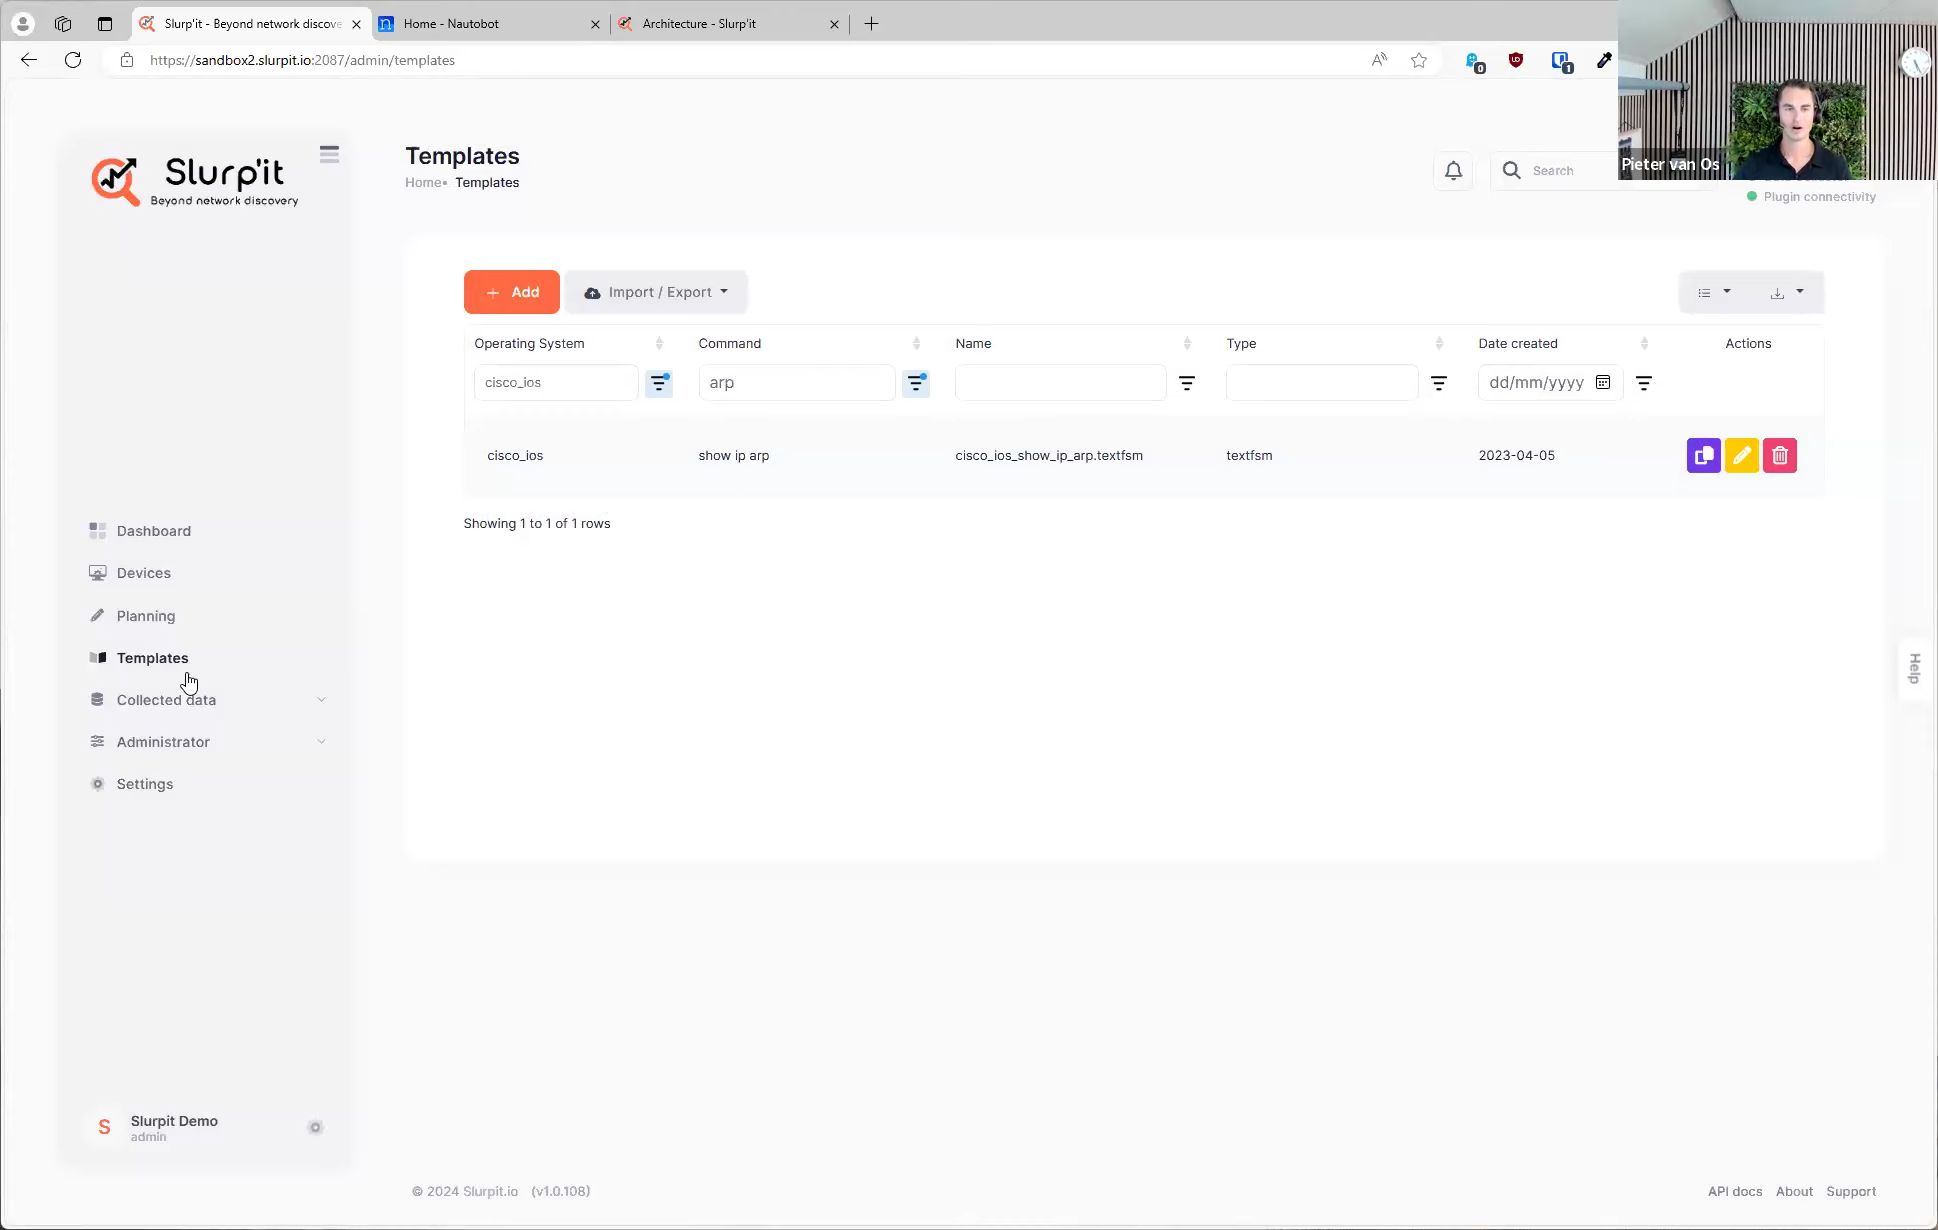 Slurp'it - Beyond network discove
Home - Nautobot
Architecture - Slurp'it
https://sandbox2.slurpit.io:2087/admin/templates
0
1
Pieter van Os
Slurp'it
Beyond network discovery
Templates
Home• Templates
Search
Plugin connectivity
Add
Import / Export
Operating System
Command
Name
Type
Date created
Actions
cisco_ios
arp
dd/mm/yyyy
cisco_ios
show ip arp
cisco_ios_show_ip_arp.textfsm
textfsm
2023-04-05
Showing 1 to 1 of 1 rows
Dashboard
Devices
Planning
Templates
Collected data
Administrator
Settings
Help
S
Slurpit Demo
admin
© 2024 Slurpit.io (v1.0.108)
API docs
About
Support